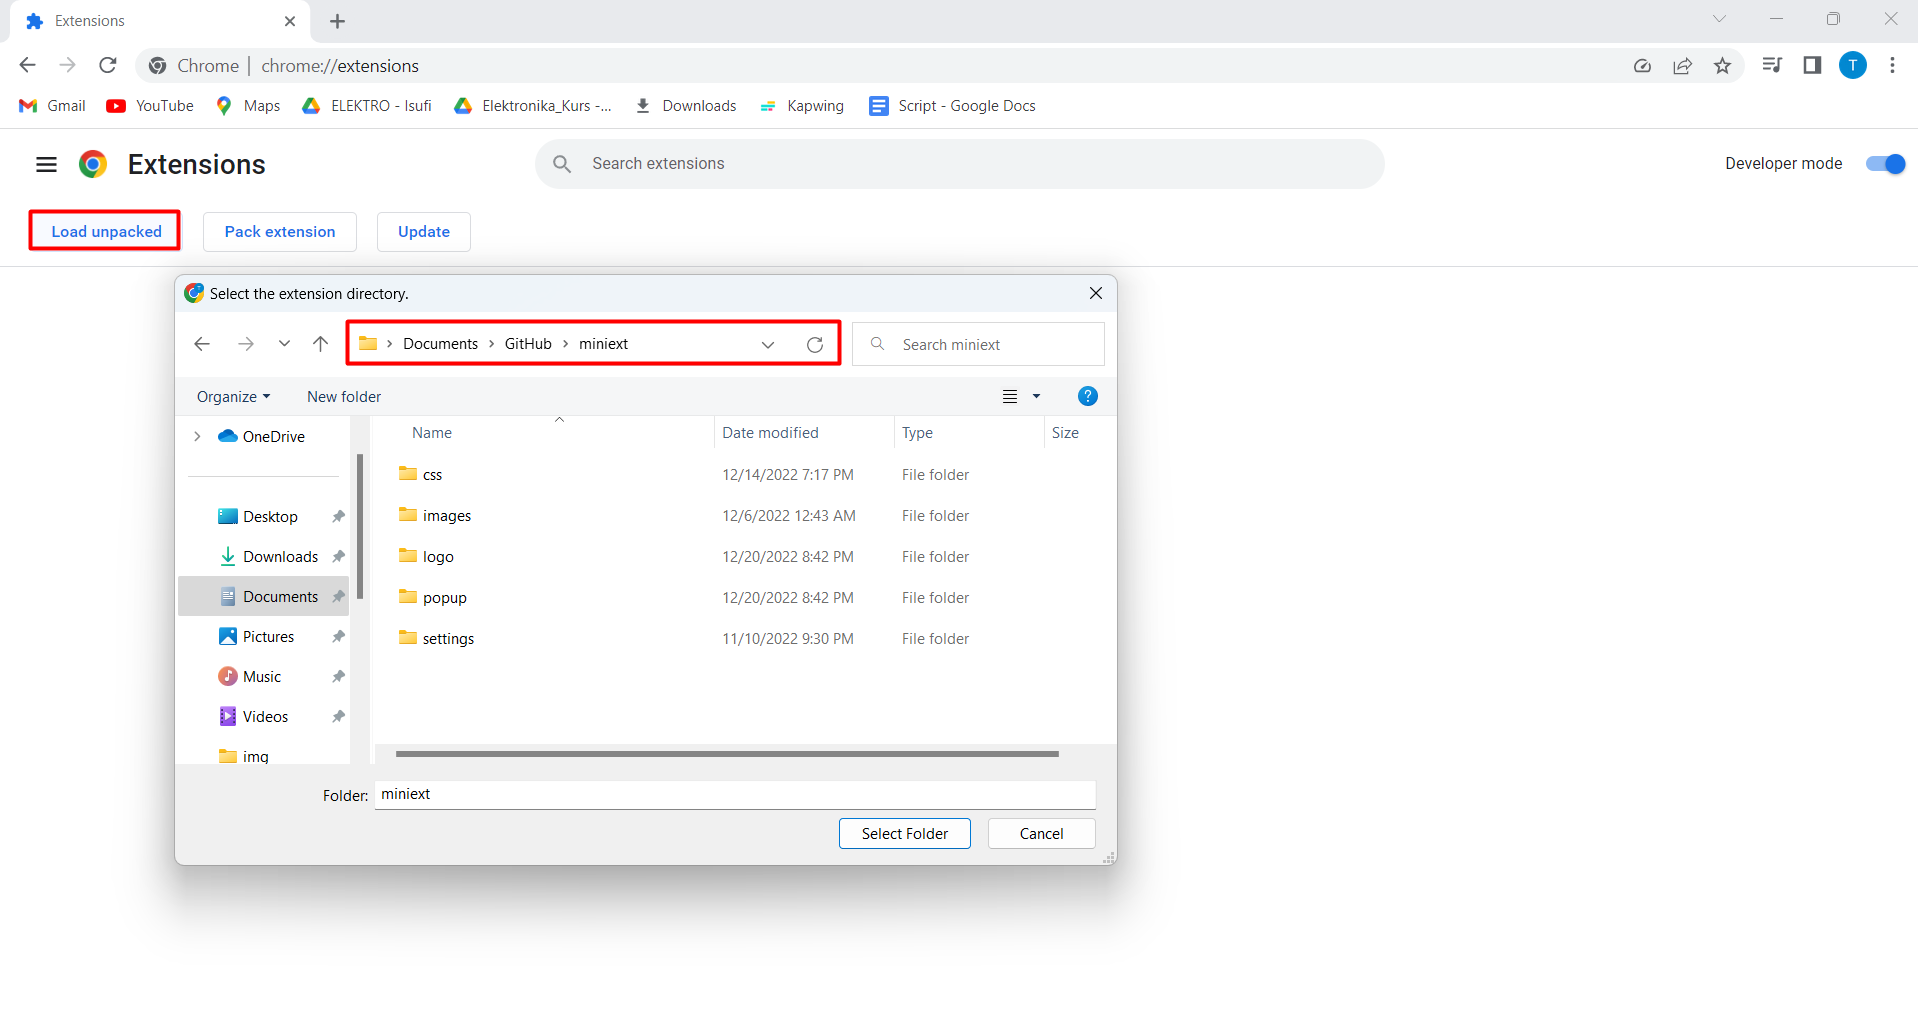 Extensions
Chrome | chrome://extensions
T
Gmail YouTube Maps ELEKTRO - Isufi Elektronika_Kurs -... Downloads Kapwing Script - Google Docs
Extensions Search extensions Developer mode
Load unpacked Pack extension Update
Select the extension directory.
Documents > GitHub > miniext Search miniext
Organize New folder ?
Name Date modified Type Size
OneDrive
css 12/14/2022 7:17 PM File folder
images 12/6/2022 12:43 AM File folder
logo 12/20/2022 8:42 PM File folder
popup 12/20/2022 8:42 PM File folder
settings 11/10/2022 9:30 PM File folder
Desktop
Downloads
Documents
Pictures
Music
Videos
img
Folder: miniext
Select Folder Cancel